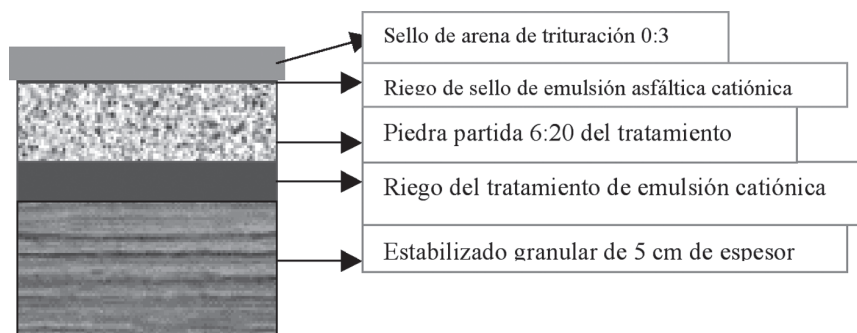 Sello de arena de trituración 0:3
Riego de sello de emulsión asfáltica catiónica
Piedra partida 6:20 del tratamiento
Riego del tratamiento de emulsión catiónica
Estabilizado granular de 5 cm de espesor